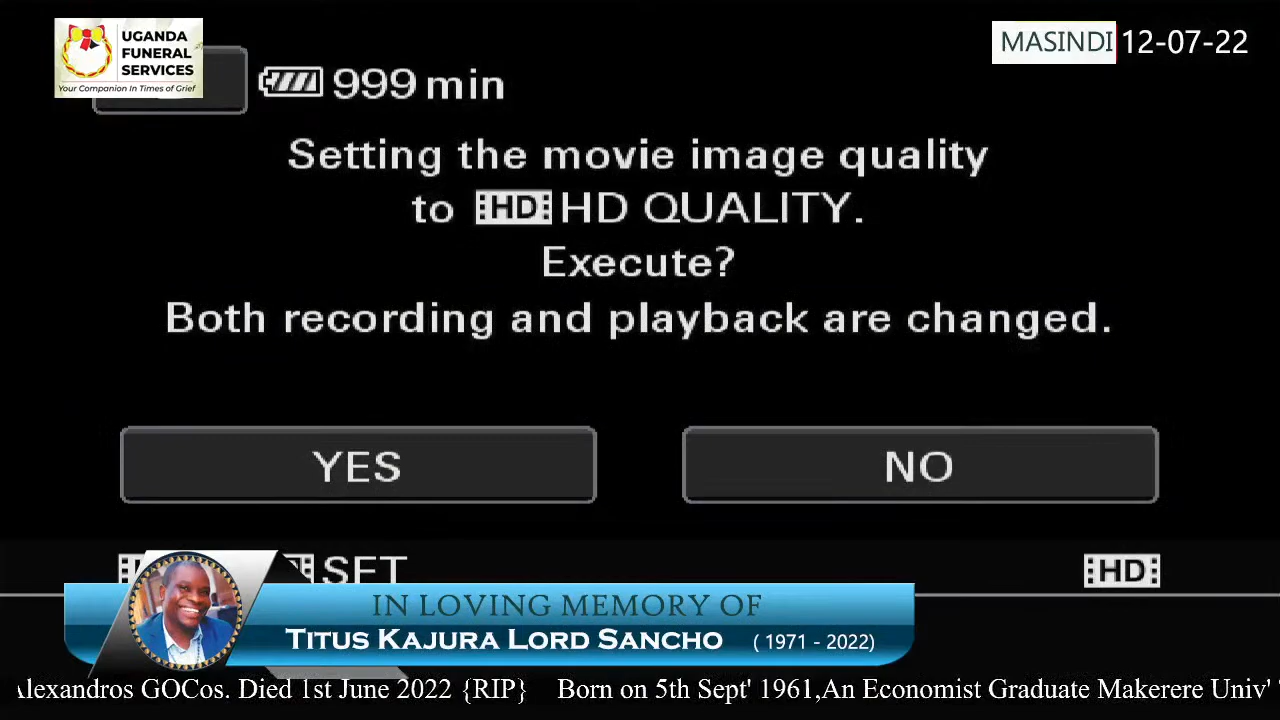 UGANDA
FUNERAL
SERVICES
Your Companion In Times of Grief
MASINDI 12-07-22
999 min
Setting the movie image quality
to HD HD QUALITY.
Execute?
Both recording and playback are changed.
YES
NO
SET
HD
IN LOVING MEMORY OF
TITUS KAJURA LORD SANCHO ( 1971 - 2022)
lexandros GOCos. Died 1st June 2022 {RIP} Born on 5th Sept' 1961,An Economist Graduate Makerere Univ'